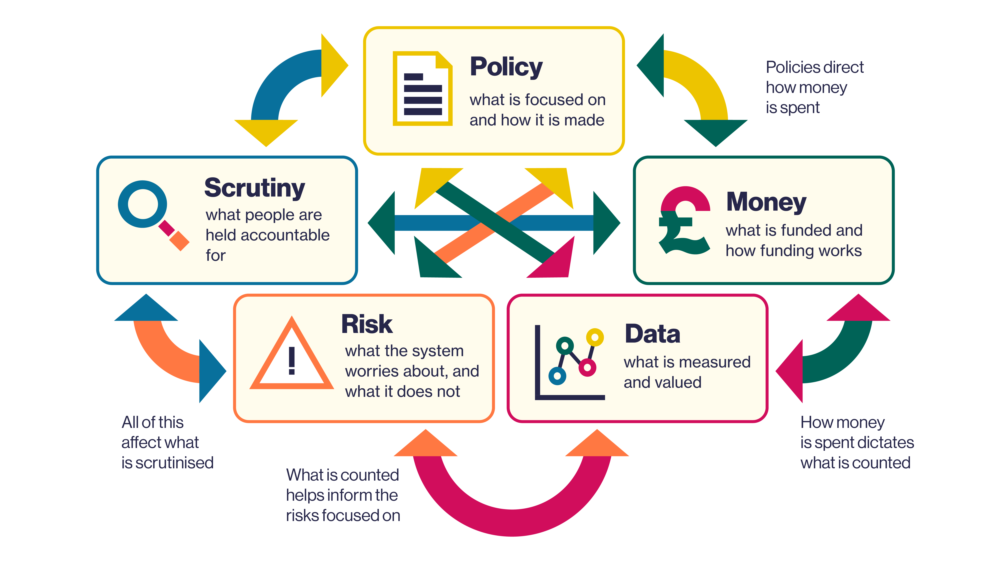 Policy
what is focused on
and how it is made
Policies direct
how money
is spent
Scrutiny
what people are
held accountable
for
Money
what is funded and
how funding works
Risk
what the system
worries about, and
what it does not
!
Data
what is measured
and valued
All of this
affect what
is scrutinised
What is counted
helps inform the
risks focused on
How money
is spent dictates
what is counted